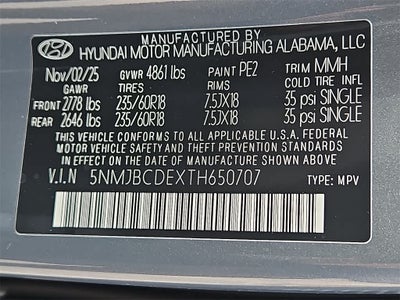 MANUFACTURED BY
HYUNDAI MOTOR MANUFACTURING ALABAMA, LLC
Nov/02/25 GVWR 4861 lbs PAINT PE2 TRIM MMH
GAWR TIRES RIMS COLD TIRE INF.
FRONT 2778 lbs 235/60R18 7.5JX18 35 psi SINGLE
REAR 2646 lbs 235/60R18 7.5JX18 35 psi SINGLE
THIS VEHICLE CONFORMS TO ALL APPLICABLE U.S.A. FEDERAL
MOTOR VEHICLE SAFETY AND THEFT PREVENTION STANDARDS
IN EFFECT ON THE DATE OF MANUFACTURE SHOWN ABOVE.
V.I.N 5NMJBCDEXTH650707 TYPE: MPV